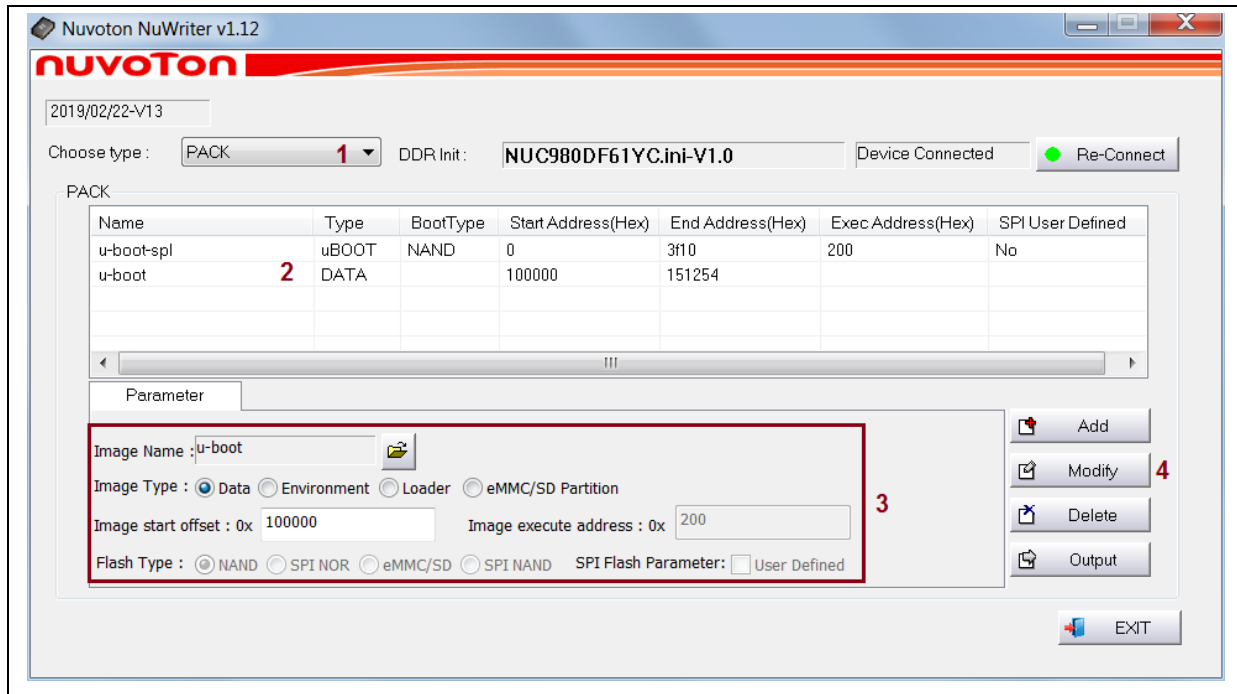 Nuvoton NuWriter v1.12
nuvoTon
2019/02/22-V13
Choose type : PACK 1 DDR Init : NUC980DF61YC.ini-V1.0 Device Connected Re-Connect
PACK
Name Type BootType Start Address(Hex) End Address(Hex) Exec Address(Hex) SPI User Defined
u-boot-spl uBOOT NAND 0 3f10 200 No
u-boot 2 DATA 100000 151254
Parameter
Add
Image Name : u-boot
Modify 4
Image Type : Data Environment Loader eMMC/SD Partition
3
Image start offset : 0x 100000 Image execute address : 0x 200
Delete
Flash Type : NAND SPI NOR eMMC/SD SPI NAND SPI Flash Parameter: User Defined
Output
EXIT